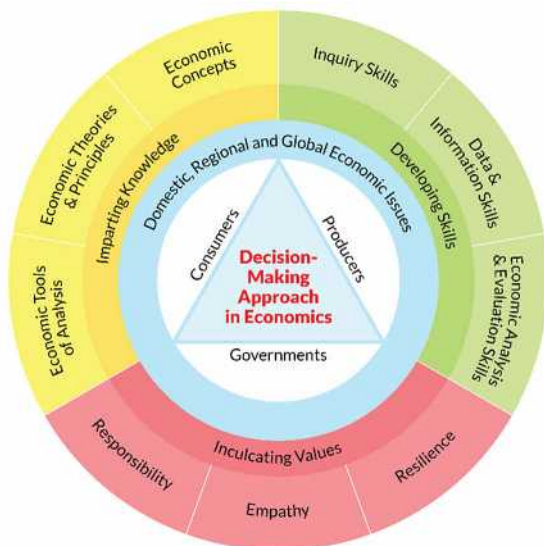 Economic
Concepts
Inquiry Skills
Economic Theories
& Principles
Data &
Information Skills
Economic Tools
of Analysis
Economic Analysis
& Evaluation Skills
Imparting Knowledge
Developing Skills
Domestic, Regional and Global Economic Issues
Consumers
Producers
Decision-
Making
Approach
in Economics
Governments
Inculcating Values
Responsibility
Empathy
Resilience